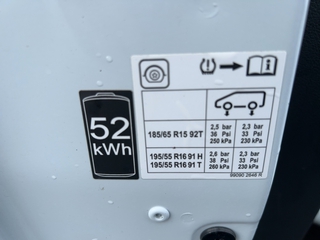 52
kWh
185/65 R15 92T
2,5 bar 2,3 bar
36 Psi 33 Psi
250 kPa 230 kPa
195/55 R16 91 H
195/55 R16 91 T
2,6 bar 2,3 bar
38 Psi 33 Psi
260 kPa 230 kPa
99090 2646 R